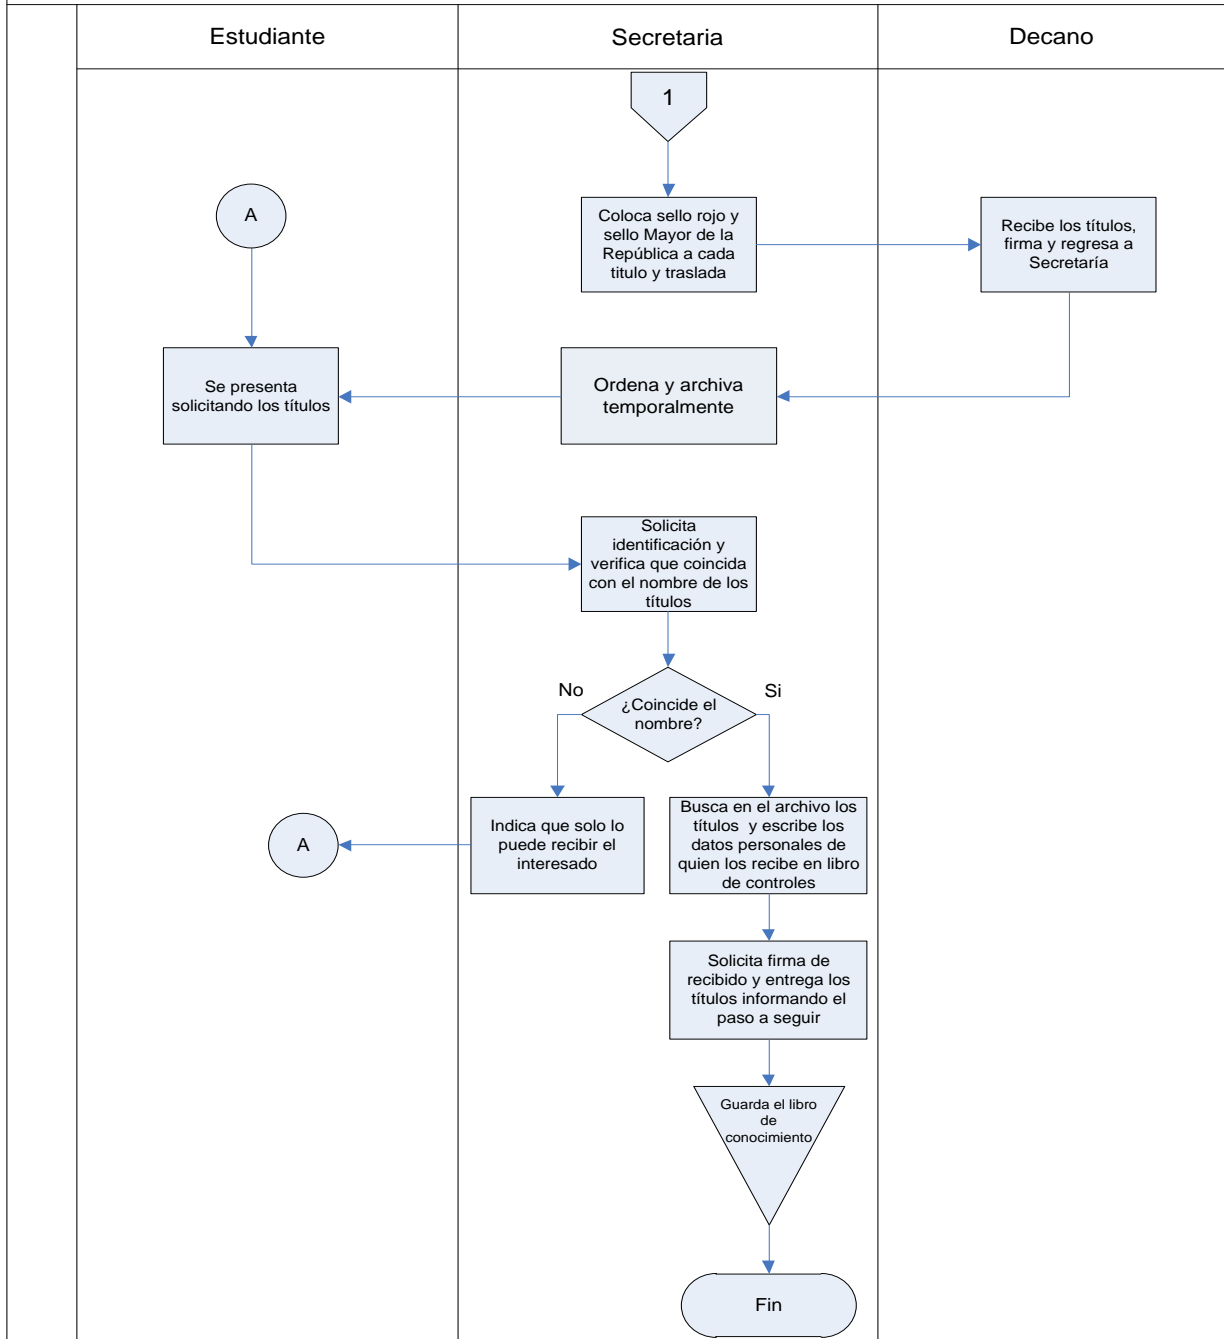 Estudiante
Secretaria
Decano
1
A
Coloca sello rojo y
sello Mayor de la
República a cada
titulo y traslada
Recibe los títulos,
firma y regresa a
Secretaría
Se presenta
solicitando los títulos
Ordena y archiva
temporalmente
Solicita
identificación y
verifica que coincida
con el nombre de los
títulos
¿Coincide el
nombre?
No
Si
A
Indica que solo lo
puede recibir el
interesado
Busca en el archivo los
títulos y escribe los
datos personales de
quien los recibe en libro
de controles
Solicita firma de
recibido y entrega los
títulos informando el
paso a seguir
Guarda el libro
de
conocimiento
Fin